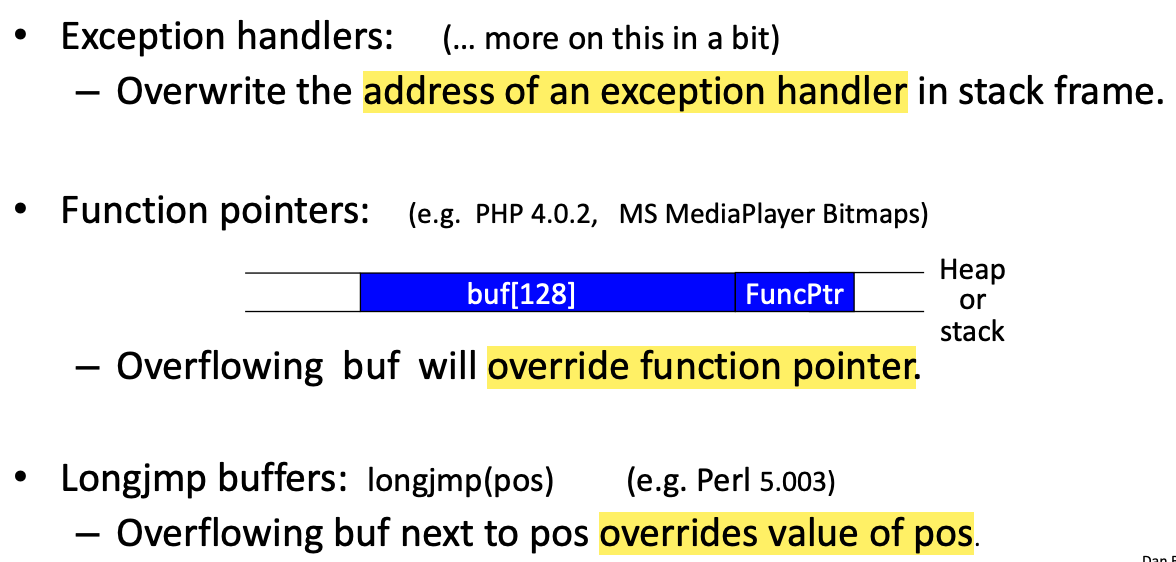 • Exception handlers: (... more on this in a bit)
– Overwrite the address of an exception handler in stack frame.
• Function pointers: (e.g. PHP 4.0.2, MS MediaPlayer Bitmaps)
buf[128] FuncPtr
Heap
or
stack
– Overflowing buf will override function pointer.
• Longjmp buffers: longjmp(pos) (e.g. Perl 5.003)
– Overflowing buf next to pos overrides value of pos.
Dan